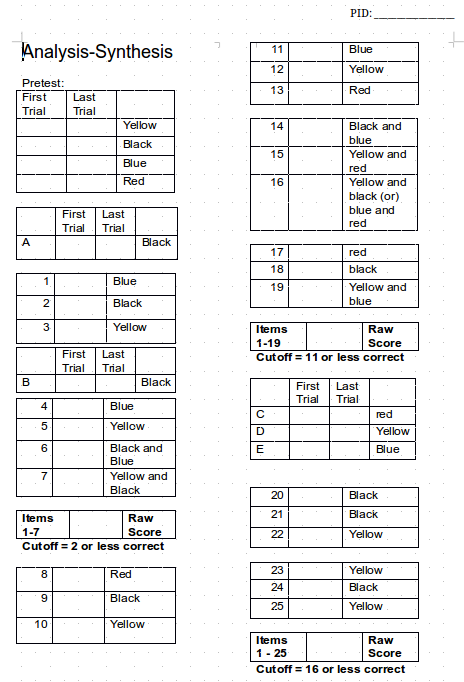 PID: _______________
Analysis-Synthesis
Pretest:
First Trial Last Trial
Yellow
Black
Blue
Red
First Trial Last Trial
A Black
1 Blue
2 Black
3 Yellow
First Trial Last Trial
B Black
4 Blue
5 Yellow
6 Black and
Blue
7 Yellow and
Black
Items Raw
1-7 Score
Cutoff = 2 or less correct
8 Red
9 Black
10 Yellow
11 Blue
12 Yellow
13 Red
14 Black and
blue
15 Yellow and
red
16 Yellow and
black (or)
blue and
red
17 red
18 black
19 Yellow and
blue
Items Raw
1-19 Score
Cutoff = 11 or less correct
First Trial Last Trial
C red
D Yellow
E Blue
20 Black
21 Black
22 Yellow
23 Yellow
24 Black
25 Yellow
Items Raw
1 - 25 Score
Cutoff = 16 or less correct